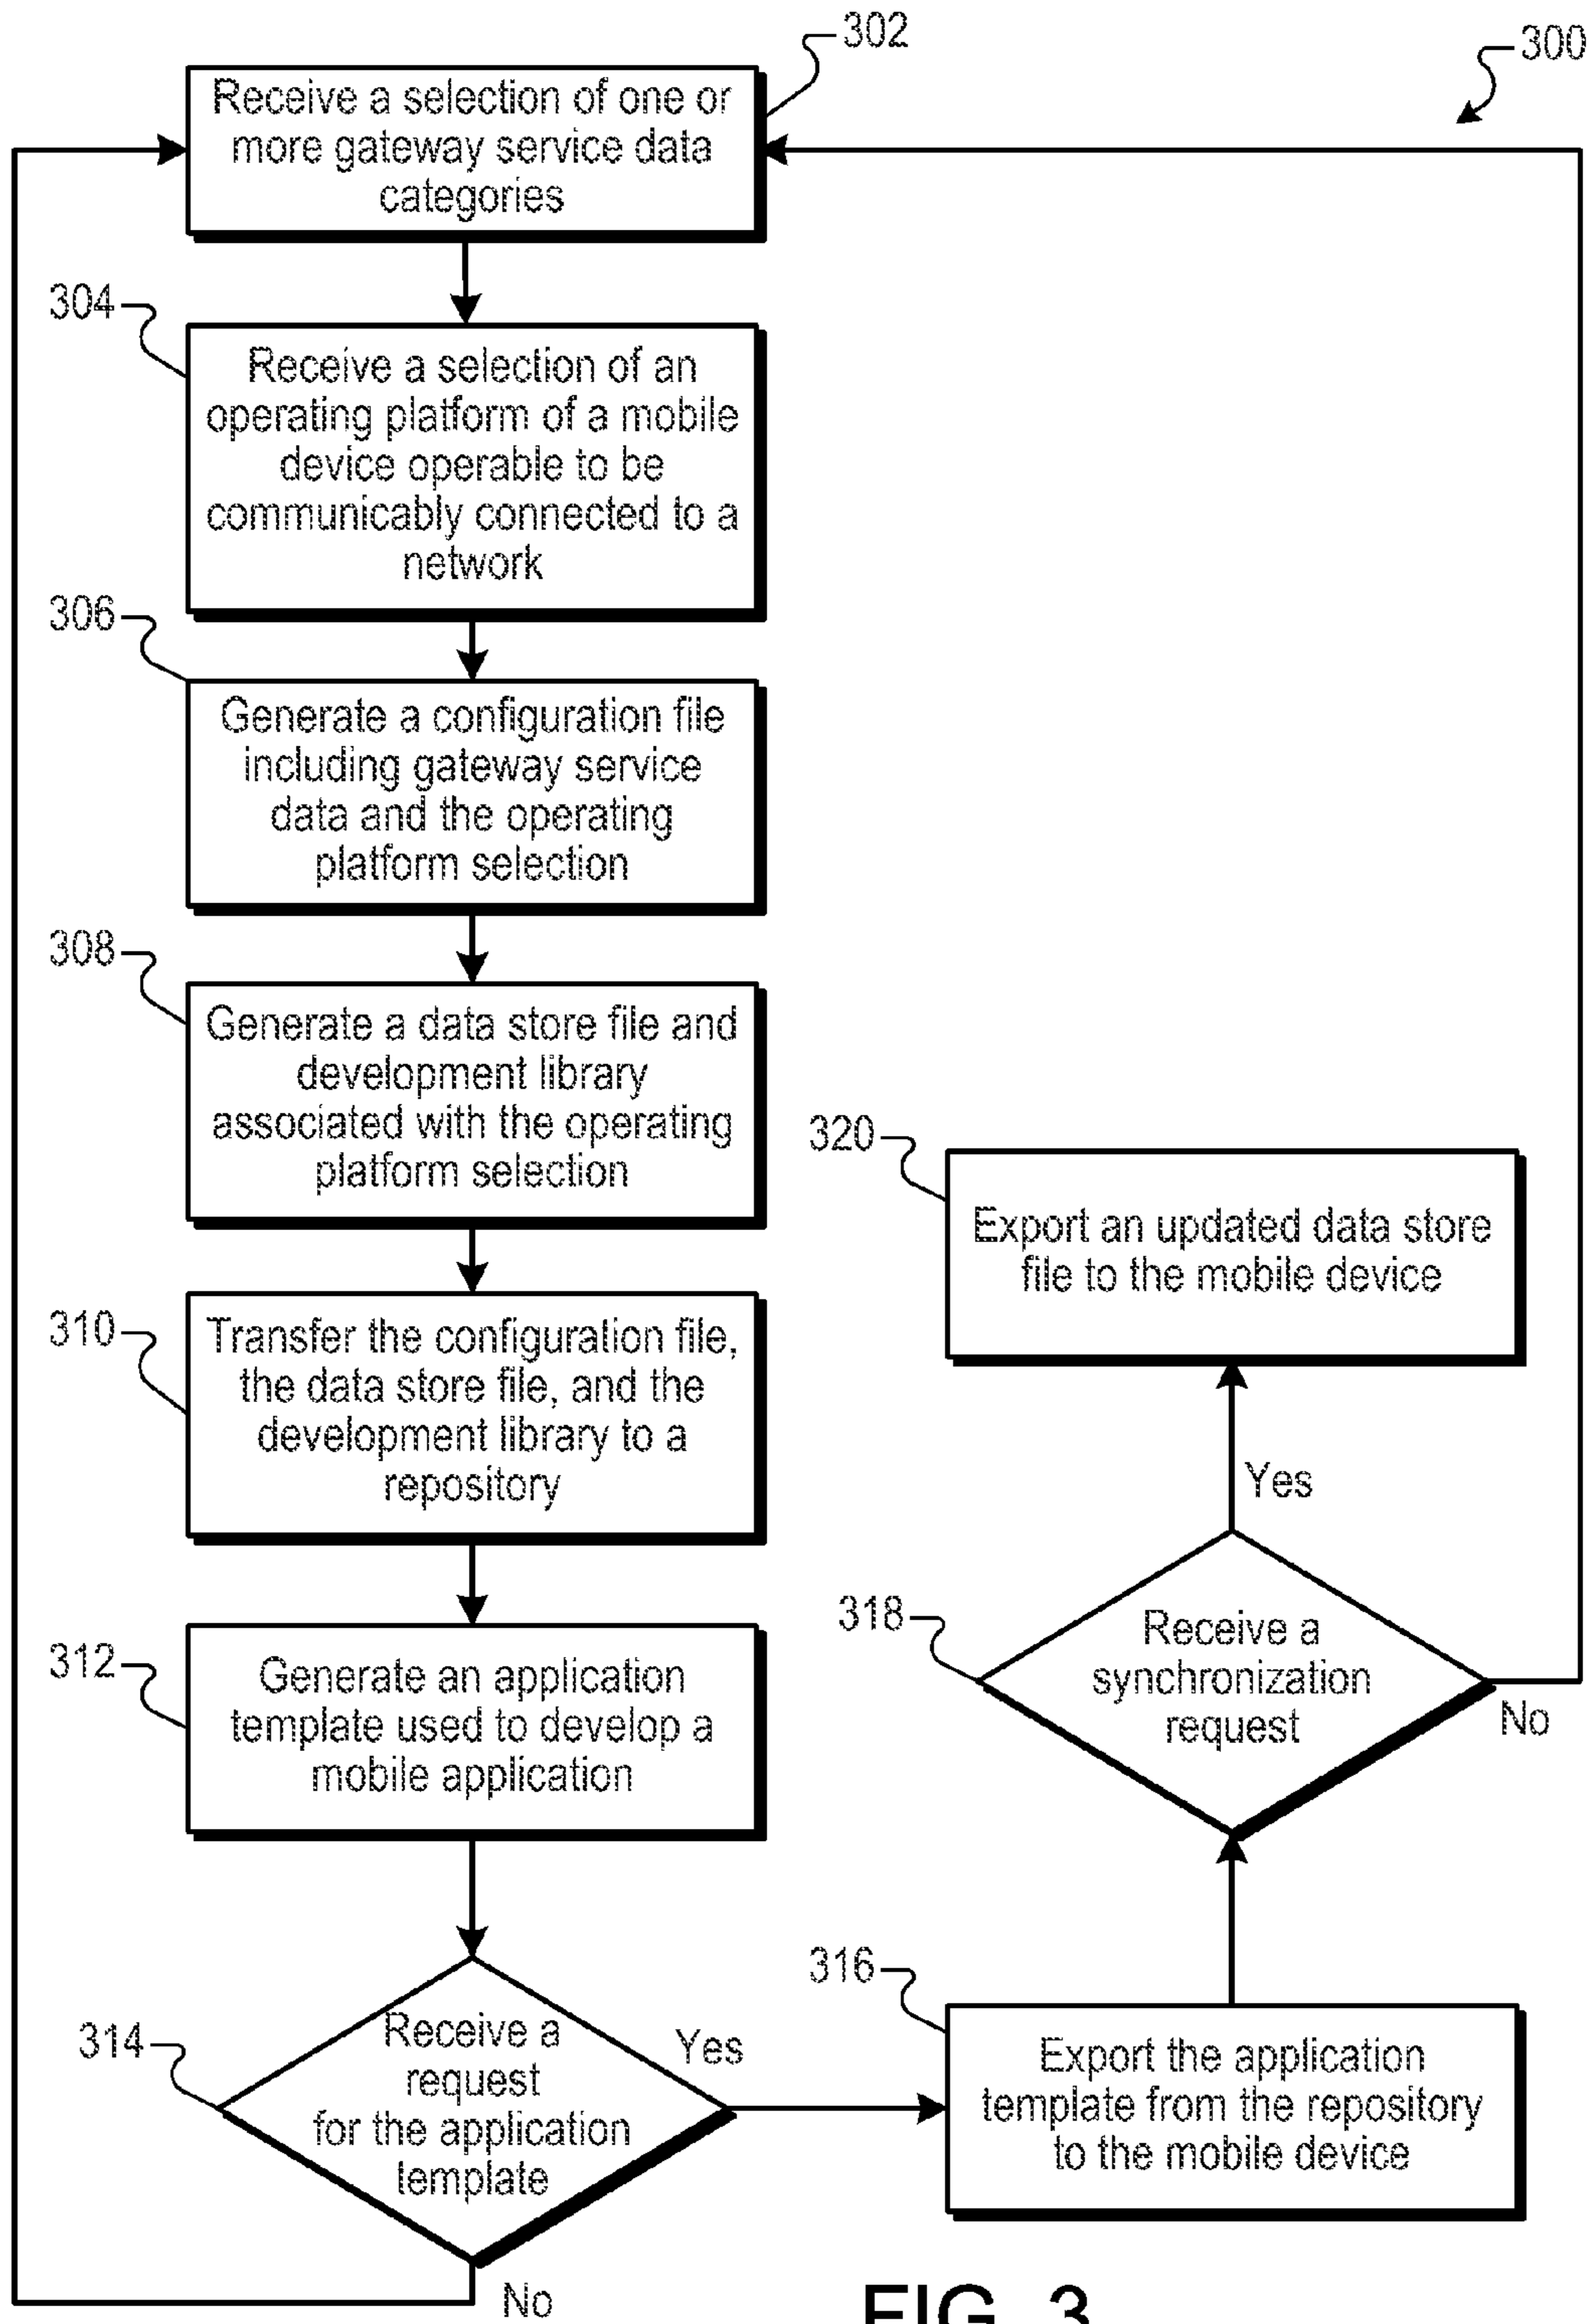 302
300
Receive a selection of one or
more gateway service data
categories
304
Receive a selection of an
operating platform of a mobile
device operable to be
communicably connected to a
network
306
Generate a configuration file
including gateway service
data and the operating
platform selection
308
Generate a data store file and
development library
associated with the operating
platform selection
310
Transfer the configuration file,
the data store file, and the
development library to a
repository
312
Generate an application
template used to develop a
mobile application
314
Receive a
request
for the application
template
Yes
No
316
Export the application
template from the repository
to the mobile device
318
Receive a
synchronization
request
Yes
No
320
Export an updated data store
file to the mobile device
FIG. 3